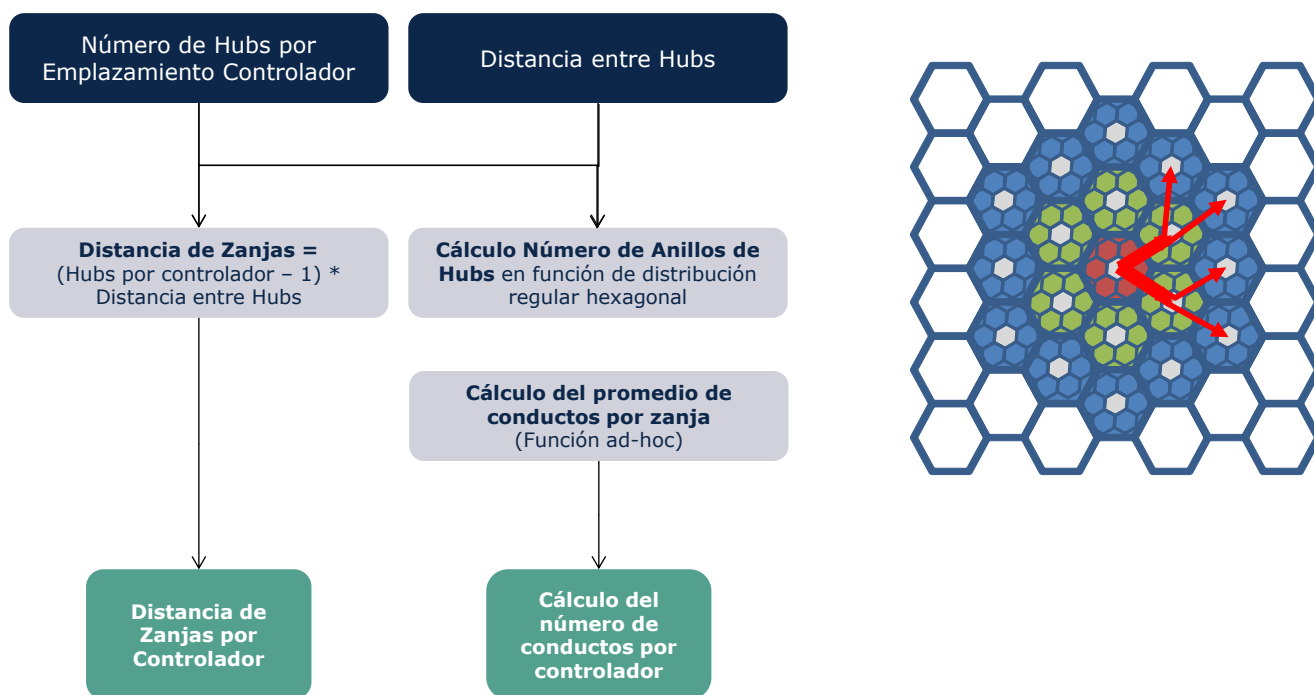 Número de Hubs por
Emplazamiento Controlador
Distancia entre Hubs
Distancia de Zanjas =
(Hubs por controlador – 1) *
Distancia entre Hubs
Cálculo Número de Anillos de
Hubs en función de distribución
regular hexagonal
Cálculo del promedio de
conductos por zanja
(Función ad-hoc)
Distancia de
Zanjas por
Controlador
Cálculo del
número de
conductos por
controlador